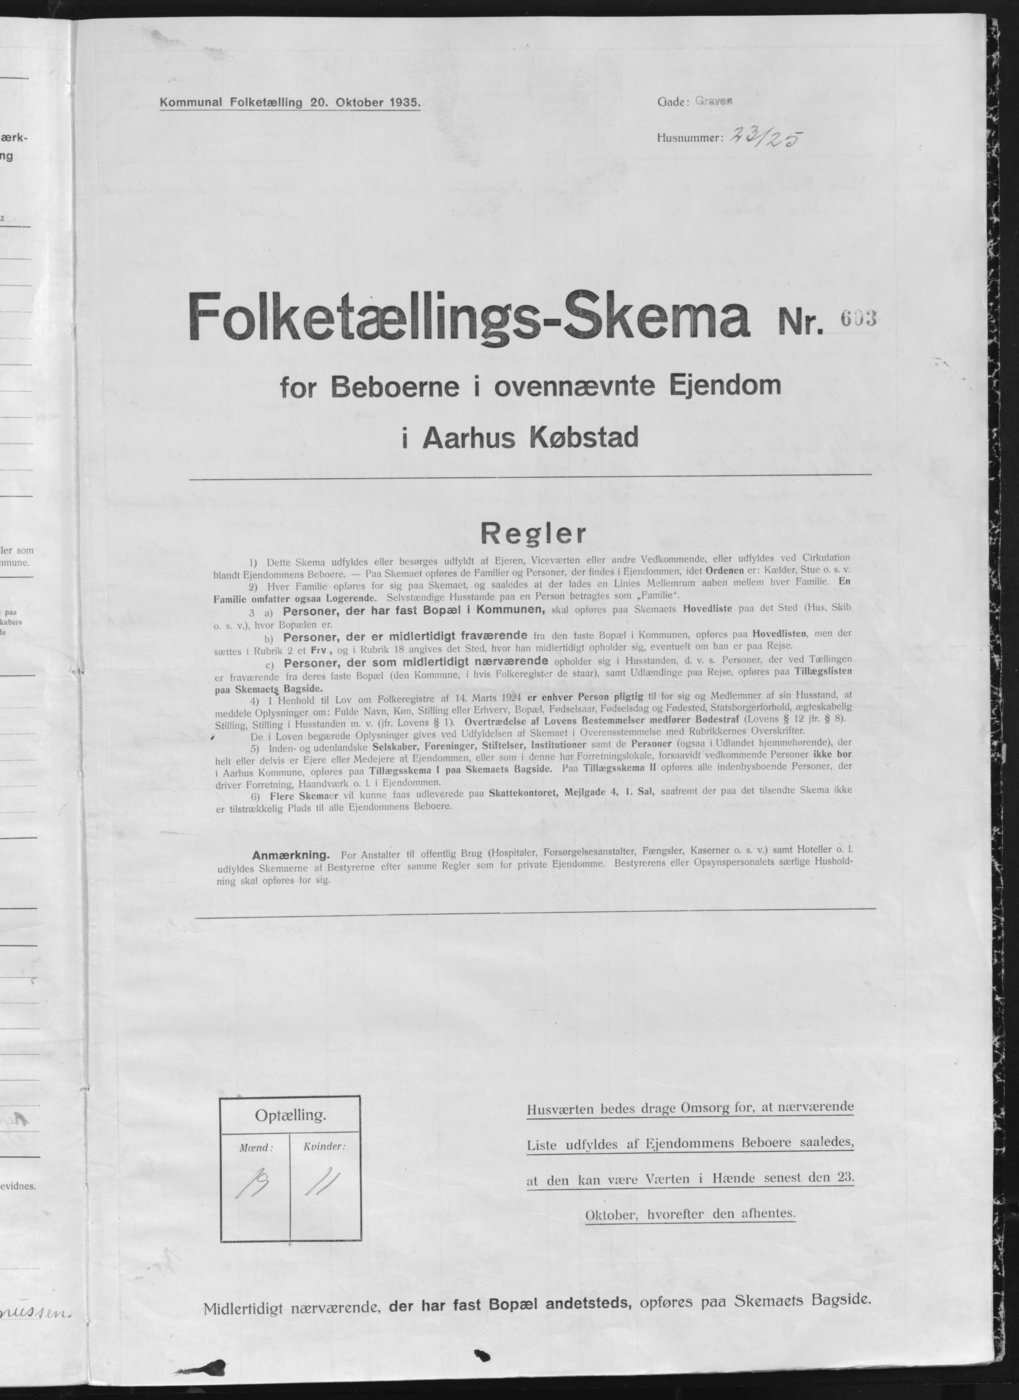 Kommunal Folketælling 20. Oktober 1935.
Gade: Graven
Husnummer: 23/25
Folketællings-Skema Nr. 603
for Beboerne i ovennævnte Ejendom
i Aarhus Købstad
Regler
1) Dette Skema udfyldes eller besørges udfyldt af Ejeren, Viceværten eller andre Vedkommende, eller udfyldes ved Cirkulation
blandt Ejendommens Beboere. — Paa Skemaet opføres de Familier og Personer, der findes i Ejendommen, idet Ordenen er: Kælder, Stue o. s. v.
2) Hver Familie opføres for sig paa Skemaet, og saaledes at der lades en Linies Mellemrum aaben mellem hver Familie. En
Familie omfatter ogsaa Logerende. Selvstændige Husstande paa en Person betragtes som „Familie“.
3 a) Personer, der har fast Bopæl i Kommunen, skal opføres paa Skemaets Hovedliste paa det Sted (Hus, Skib
o. s. v.), hvor Bopælen er.
b) Personer, der er midlertidigt fraværende fra den faste Bopæl i Kommunen, opføres paa Hovedlisten, men der
sættes i Rubrik 2 et Frv , og i Rubrik 18 angives det Sted, hvor han midlertidigt opholder sig, eventuelt om han er paa Rejse.
c) Personer, der som midlertidigt nærværende opholder sig i Husstanden, d. v. s. Personer, der ved Tællingen
er fraværende fra deres faste Bopæl (den Kommune, i hvis Folkeregister de staar), samt Udlændinge paa Rejse, opføres paa Tillægslisten
paa Skemaets Bagside.
4) I Henhold til Lov om Folkeregistre af 14. Marts 1924 er enhver Person pligtig til for sig og Medlemmer af sin Husstand, at
meddele Oplysninger om: Fulde Navn, Køn, Stilling eller Erhverv, Bopæl, Fødselsaar, Fødselsdag og Fødested, Statsborgerforhold, ægteskabelig
Stilling, Stilling i Husstanden m. v. (jfr. Lovens § 1). Overtrædelse af Lovens Bestemmelser medfører Bødestraf (Lovens § 12 jfr. § 8).
De i Loven begærede Oplysninger gives ved Udfyldelsen af Skemaet i Overensstemmelse med Rubrikkernes Overskrifter.
5) Inden- og udenlandske Selskaber, Foreninger, Stiftelser, Institutioner samt de Personer (ogsaa i Udlandet hjemmehørende), der
helt eller delvis er Ejere eller Medejere af Ejendommen, eller som i denne har Forretningslokale, forsaavidt vedkommende Personer ikke bor
i Aarhus Kommune, opføres paa Tillægsskema I paa Skemaets Bagside. Paa Tillægsskema II opføres alle indenbysboende Personer, der
driver Forretning, Haandværk o. l. i Ejendommen.
6) Flere Skemaer vil kunne faas udleverede paa Skattekontoret, Mejlgade 4, 1. Sal, saafremt der paa det tilsendte Skema ikke
er tilstrækkelig Plads til alle Ejendommens Beboere.
Anmærkning. For Anstalter til offentlig Brug (Hospitaler, Forsørgelsesanstalter, Fængsler, Kaserner o. s. v.) samt Hoteller o. l.
udfyldes Skemaerne af Bestyrerne efter samme Regler som for private Ejendomme. Bestyrerens eller Opsynspersonalets særlige Hushold-
ning skal opføres for sig.
Optælling.
Mænd: Kvinder:
19 11
Husværten bedes drage Omsorg for, at nærværende
Liste udfyldes af Ejendommens Beboere saaledes,
at den kan være Værten i Hænde senest den 23.
Oktober, hvorefter den afhentes.
Midlertidigt nærværende, der har fast Bopæl andetsteds, opføres paa Skemaets Bagside.